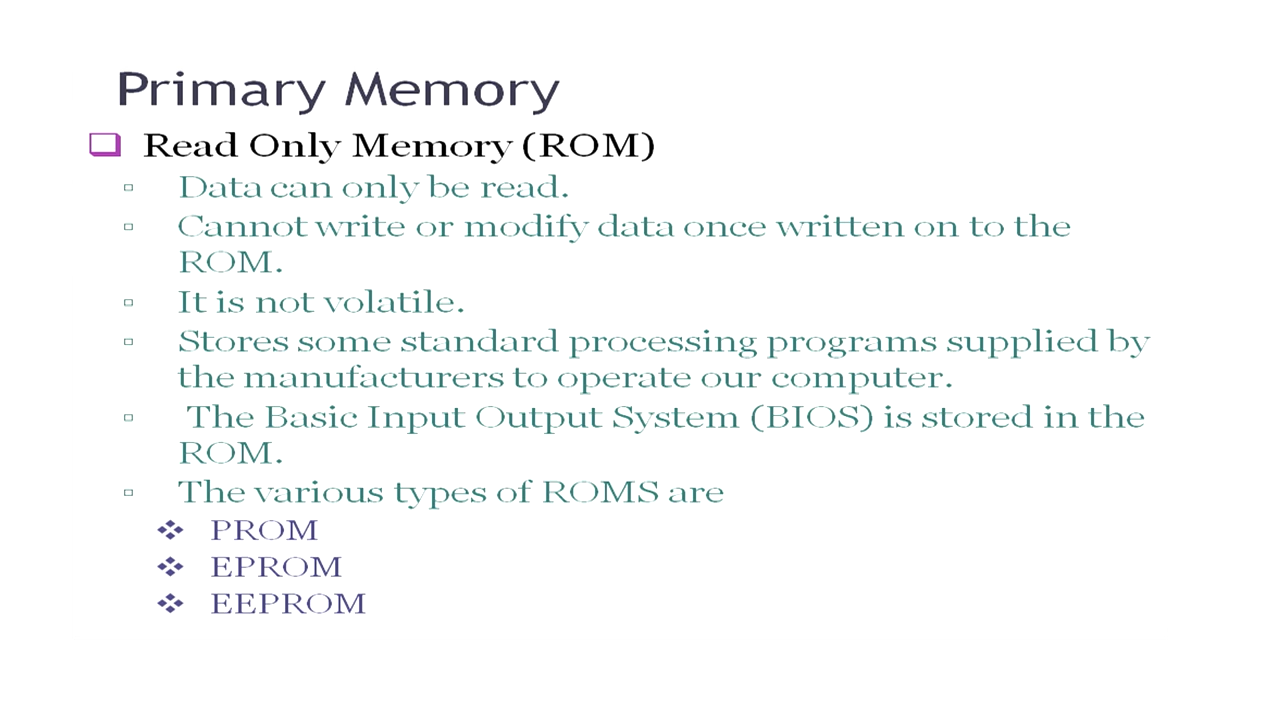 Primary Memory
Read Only Memory (ROM)
Data can only be read.
Cannot write or modify data once written on to the
ROM.
It is not volatile.
Stores some standard processing programs supplied by
the manufacturers to operate our computer.
The Basic Input Output System (BIOS) is stored in the
ROM.
The various types of ROMS are
PROM
EPROM
EEPROM